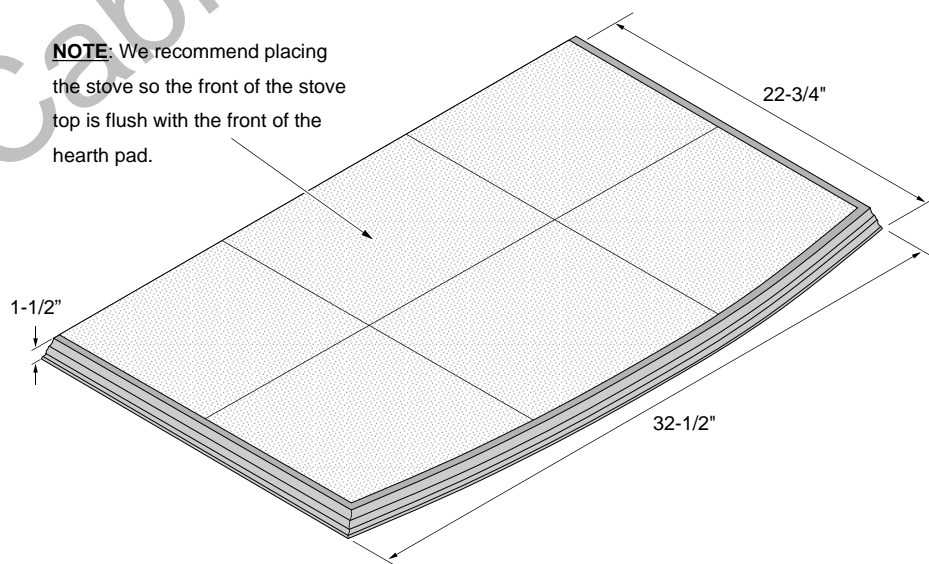 NOTE: We recommend placing
the stove so the front of the stove
top is flush with the front of the
hearth pad.
22-3/4"
1-1/2”
32-1/2"